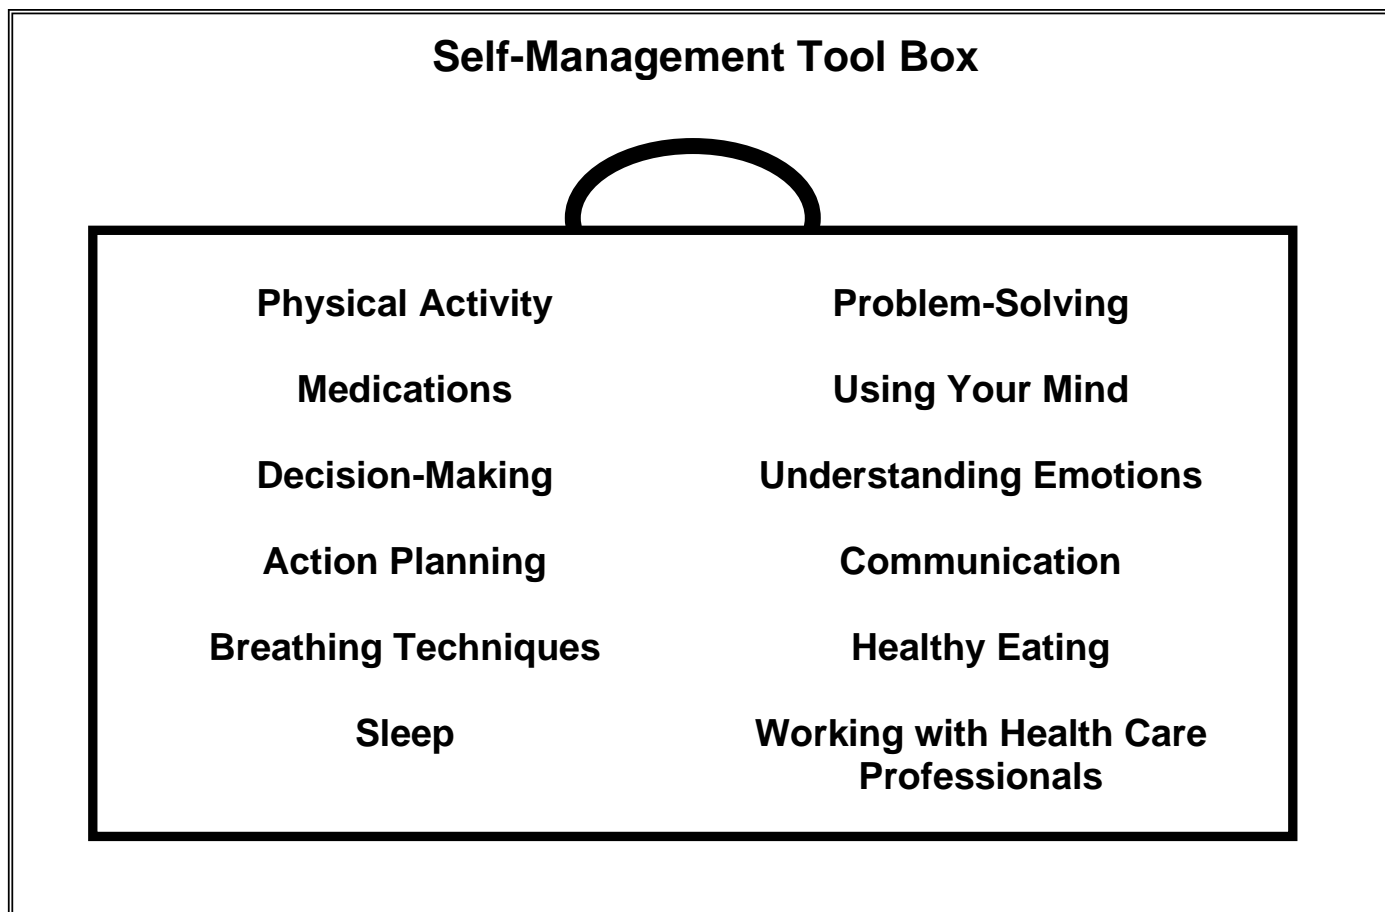 Self-Management Tool Box
Physical Activity
Problem-Solving
Medications
Using Your Mind
Decision-Making
Understanding Emotions
Action Planning
Communication
Breathing Techniques
Healthy Eating
Sleep
Working with Health Care
Professionals